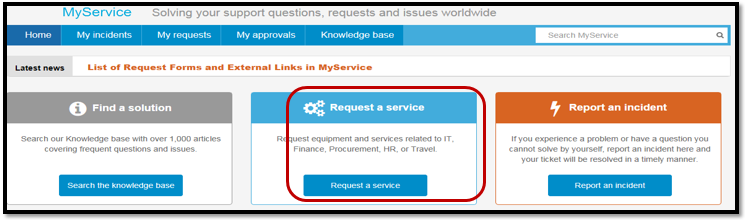 MyService Solving your support questions, requests and issues worldwide
Home My incidents My requests My approvals Knowledge base Search MyService
Latest news List of Request Forms and External Links in MyService
Find a solution
Search our Knowledge base with over 1,000 articles
covering frequent questions and issues.
Search the knowledge base
Request a service
Request equipment and services related to IT,
Finance, Procurement, HR, or Travel.
Request a service
Report an incident
If you experience a problem or have a question you
cannot solve by yourself, report an incident here and
your ticket will be resolved in a timely manner.
Report an incident